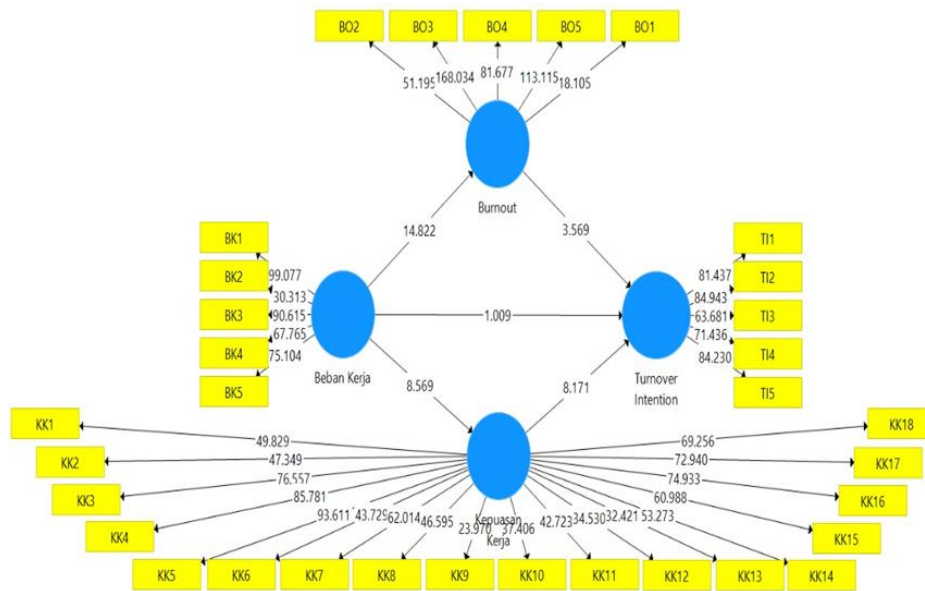 BO2 BO3 BO4 BO5 BO1
51.195 168.034 81.677 113.115 18.105
Burnout
14.822 3.569
BK1
BK2
BK3
BK4
BK5
99.077
30.313
90.615
67.765
75.104
Beban Kerja
1.009
TI1
TI2
TI3
TI4
TI5
81.437
84.943
63.681
71.436
84.230
Turnover
Intention
8.569 8.171
KK1
KK2
KK3
KK4
49.829
47.349
76.557
85.781
KK18
KK17
KK16
KK15
69.256
72.940
74.933
60.988
93.611 43.729 62.014 46.595 23.970 37.406 42.723 34.530 32.421 53.273
Kepuasan
Kerja
KK5 KK6 KK7 KK8 KK9 KK10 KK11 KK12 KK13 KK14